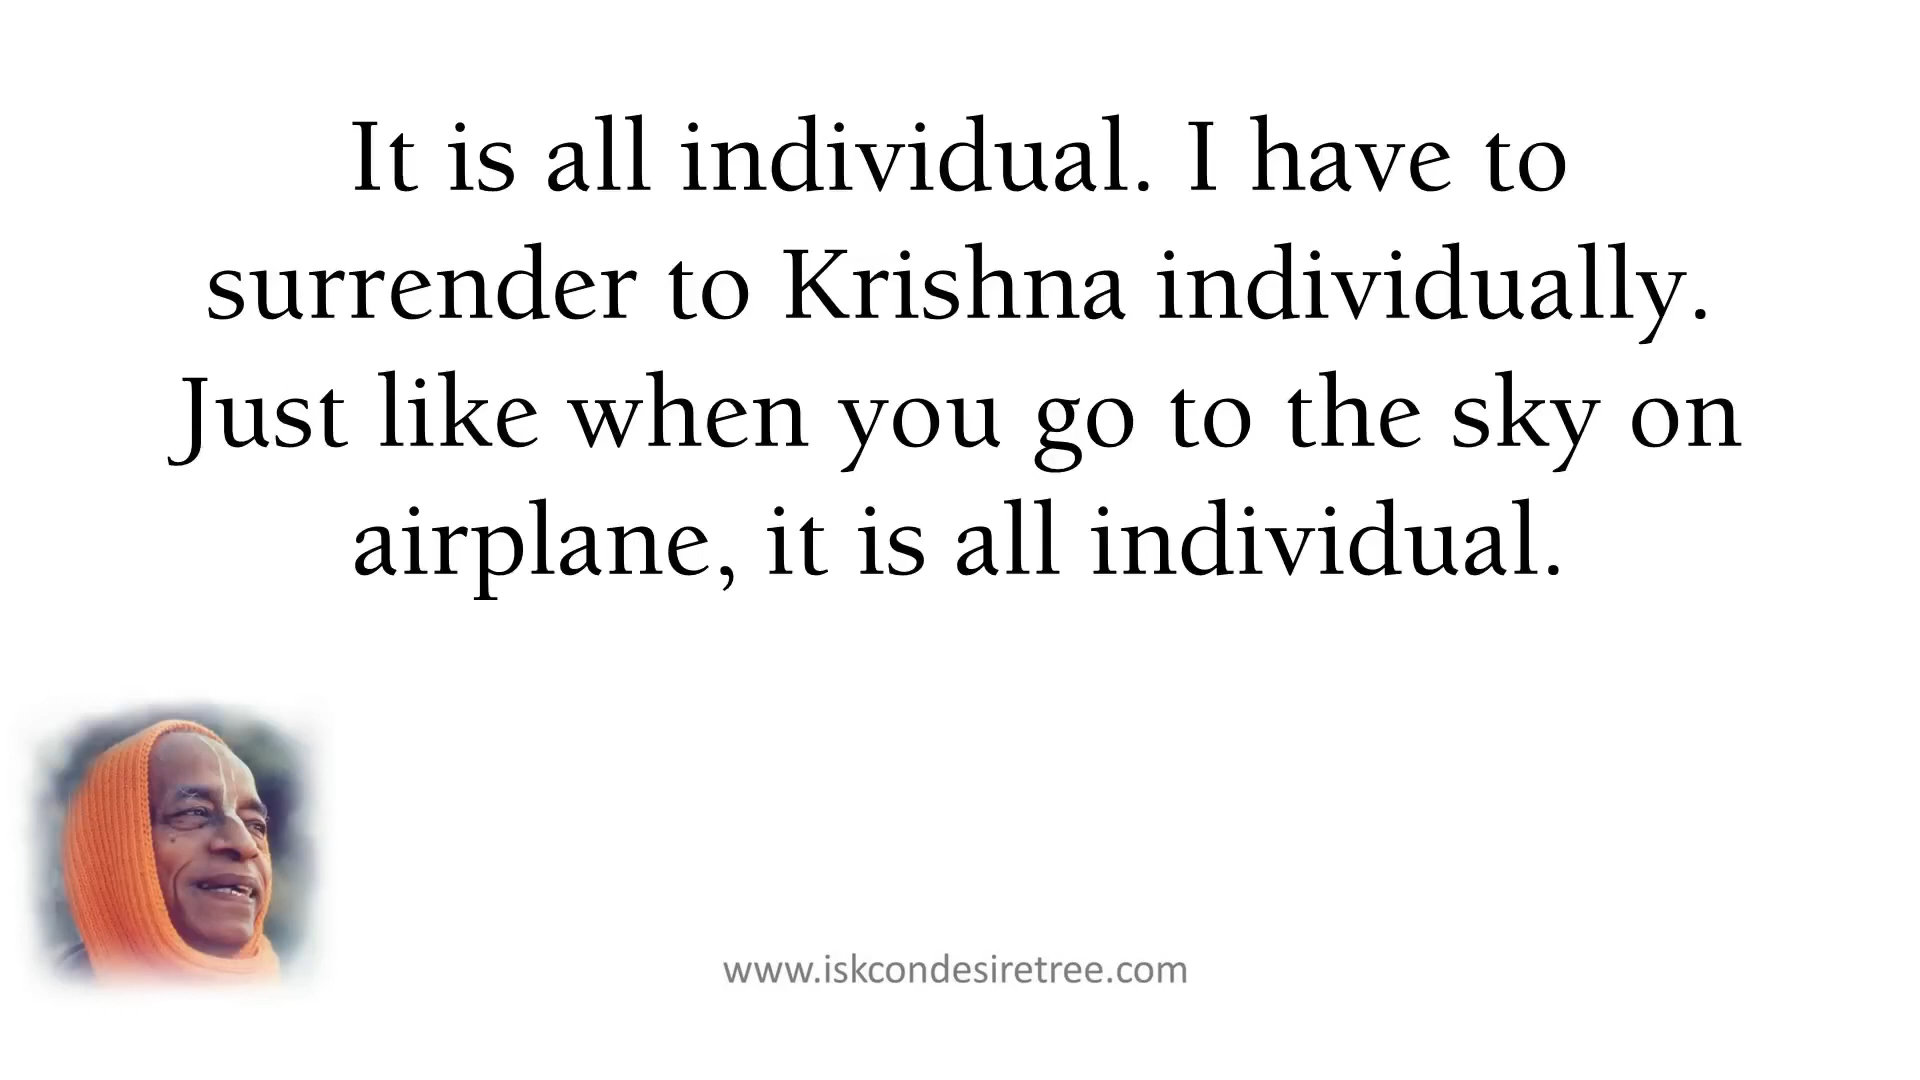 It is all individual. I have to
surrender to Krishna individually.
Just like when you go to the sky on
airplane, it is all individual.
www.iskcondesiretree.com